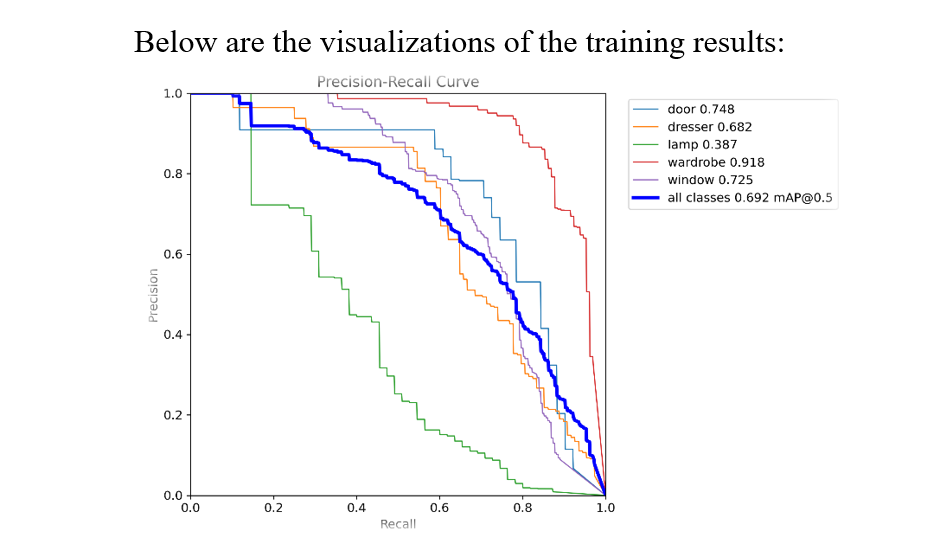 Below are the visualizations of the training results:
Precision-Recall Curve
door 0.748
dresser 0.682
lamp 0.387
wardrobe 0.918
window 0.725
all classes 0.692 mAP@0.5
Precision
1.0
0.8
0.6
0.4
0.2
0.0
0.0 0.2 0.4 0.6 0.8 1.0
Recall